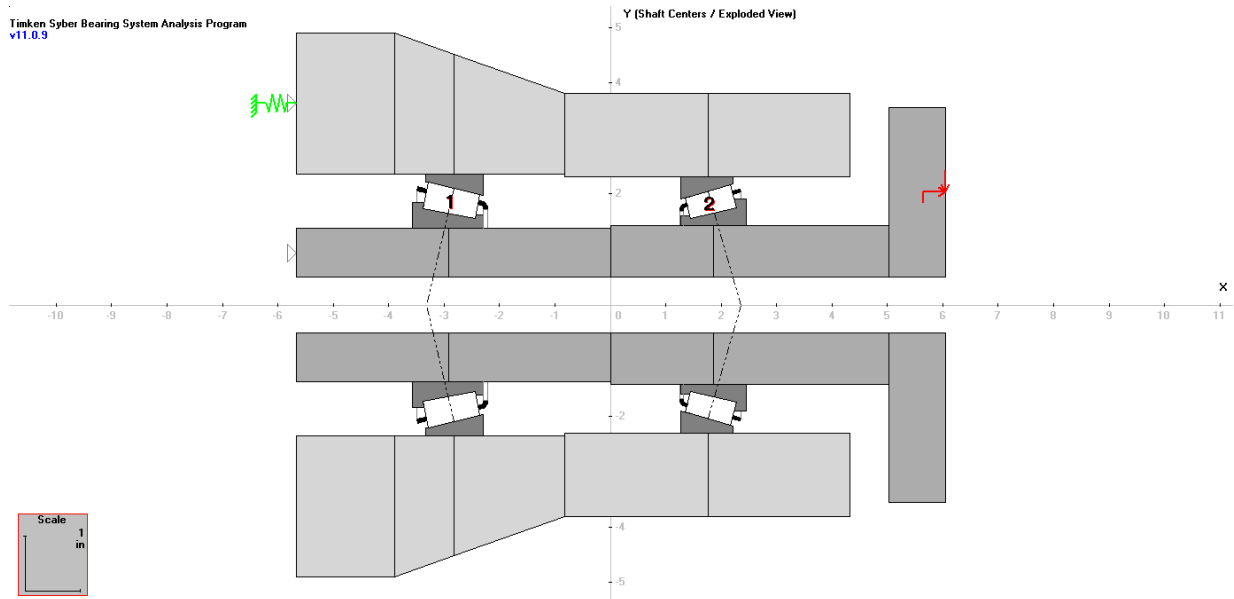 Timken Syber Bearing System Analysis Program
v11.0.9
Y (Shaft Centers / Exploded View)
5
4
2
1
2
X
-10 -9 -8 -7 -6 -5 -4 -3 -2 -1 0 1 2 3 4 5 6 7 8 9 10 11
-2
-4
-5
Scale
1
in